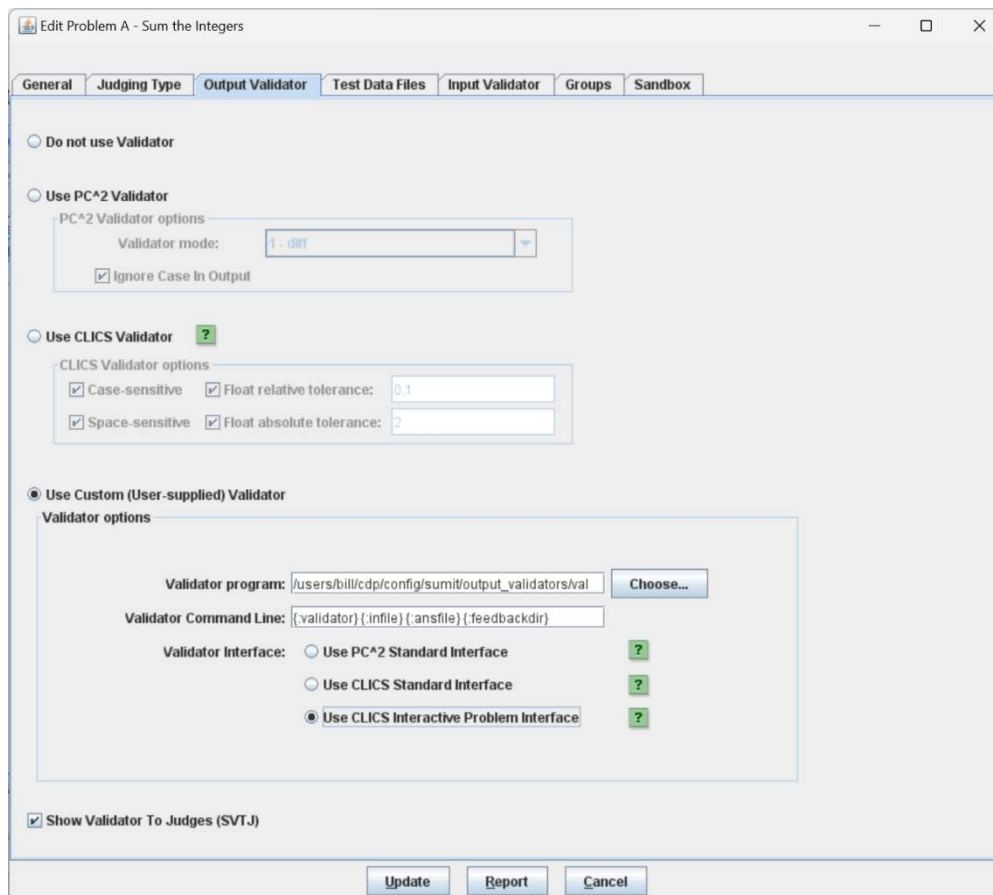 Edit Problem A - Sum the Integers
General Judging Type Output Validator Test Data Files Input Validator Groups Sandbox
Do not use Validator
Use PC^2 Validator
PC^2 Validator options
Validator mode: 1 - diff
Ignore Case In Output
Use CLICS Validator ?
CLICS Validator options
Case-sensitive Float relative tolerance: 0.1
Space-sensitive Float absolute tolerance: 2
Use Custom (User-supplied) Validator
Validator options
Validator program: /users/bill/cdp/config/sumit/output_validators/val Choose...
Validator Command Line: {:validator} {:infile} {:ansfile} {:feedbackdir}
Validator Interface: Use PC^2 Standard Interface ?
Use CLICS Standard Interface ?
Use CLICS Interactive Problem Interface ?
Show Validator To Judges (SVTJ)
Update Report Cancel